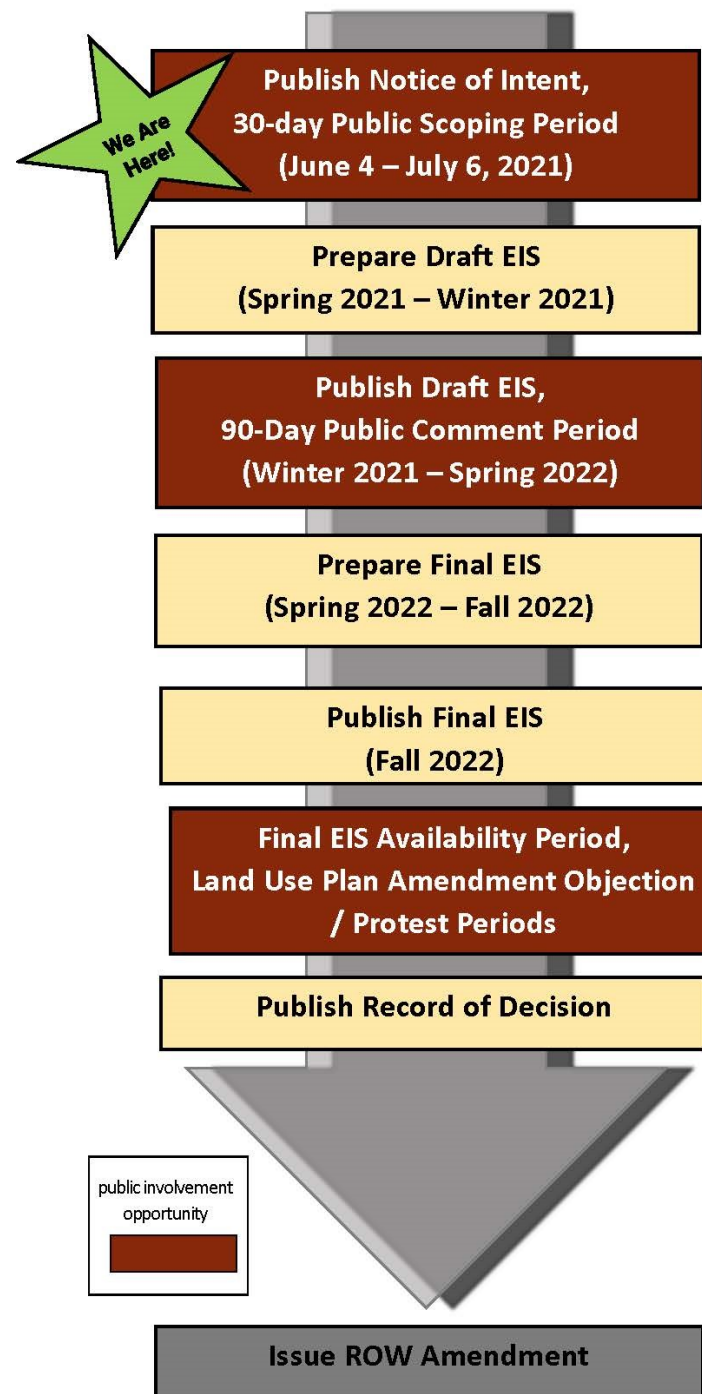 We Are
Here!
Publish Notice of Intent,
30-day Public Scoping Period
(June 4 – July 6, 2021)
Prepare Draft EIS
(Spring 2021 – Winter 2021)
Publish Draft EIS,
90-Day Public Comment Period
(Winter 2021 – Spring 2022)
Prepare Final EIS
(Spring 2022 – Fall 2022)
Publish Final EIS
(Fall 2022)
Final EIS Availability Period,
Land Use Plan Amendment Objection
/ Protest Periods
Publish Record of Decision
public involvement
opportunity
Issue ROW Amendment